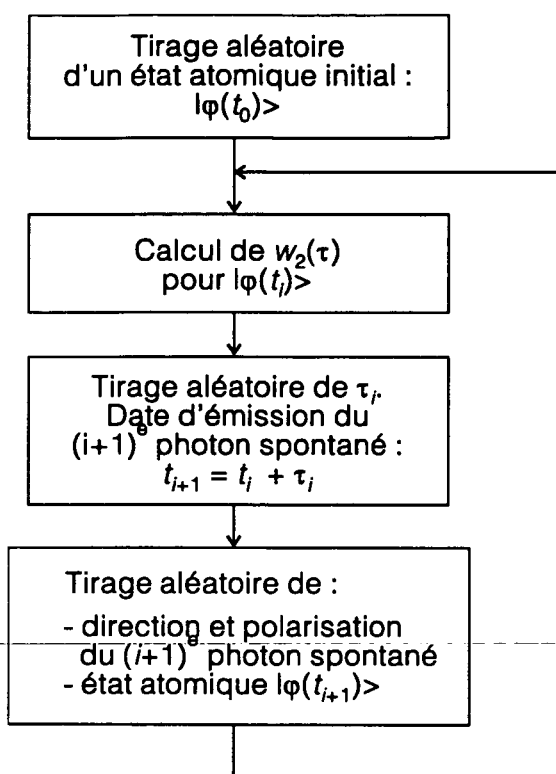 Tirage aléatoire
d'un état atomique initial :
|φ(t₀)>
Calcul de w₂(τ)
pour |φ(tᵢ)>
Tirage aléatoire de τᵢ.
Date d'émission du
(i+1)ᵉ photon spontané :
tᵢ₊₁ = tᵢ + τᵢ
Tirage aléatoire de :
- direction et polarisation
du (i+1)ᵉ photon spontané
- état atomique |φ(tᵢ₊₁)>